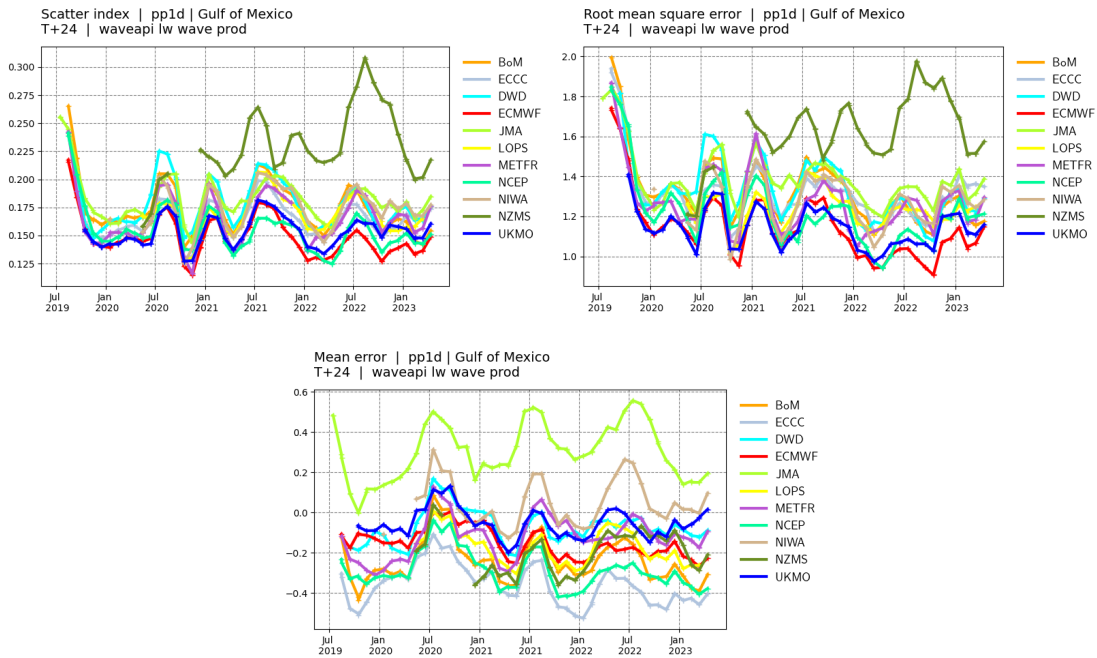 Scatter index | pp1d | Gulf of Mexico
T+24 | waveapi lw wave prod
0.300
0.275
0.250
0.225
0.200
0.175
0.150
0.125
Jul 2019
Jan 2020
Jul 2020
Jan 2021
Jul 2021
Jan 2022
Jul 2022
Jan 2023
BoM
ECCC
DWD
ECMWF
JMA
LOPS
METFR
NCEP
NIWA
NZMS
UKMO
Root mean square error | pp1d | Gulf of Mexico
T+24 | waveapi lw wave prod
2.0
1.8
1.6
1.4
1.2
1.0
Jul 2019
Jan 2020
Jul 2020
Jan 2021
Jul 2021
Jan 2022
Jul 2022
Jan 2023
BoM
ECCC
DWD
ECMWF
JMA
LOPS
METFR
NCEP
NIWA
NZMS
UKMO
Mean error | pp1d | Gulf of Mexico
T+24 | waveapi lw wave prod
0.6
0.4
0.2
0.0
−0.2
−0.4
Jul 2019
Jan 2020
Jul 2020
Jan 2021
Jul 2021
Jan 2022
Jul 2022
Jan 2023
BoM
ECCC
DWD
ECMWF
JMA
LOPS
METFR
NCEP
NIWA
NZMS
UKMO